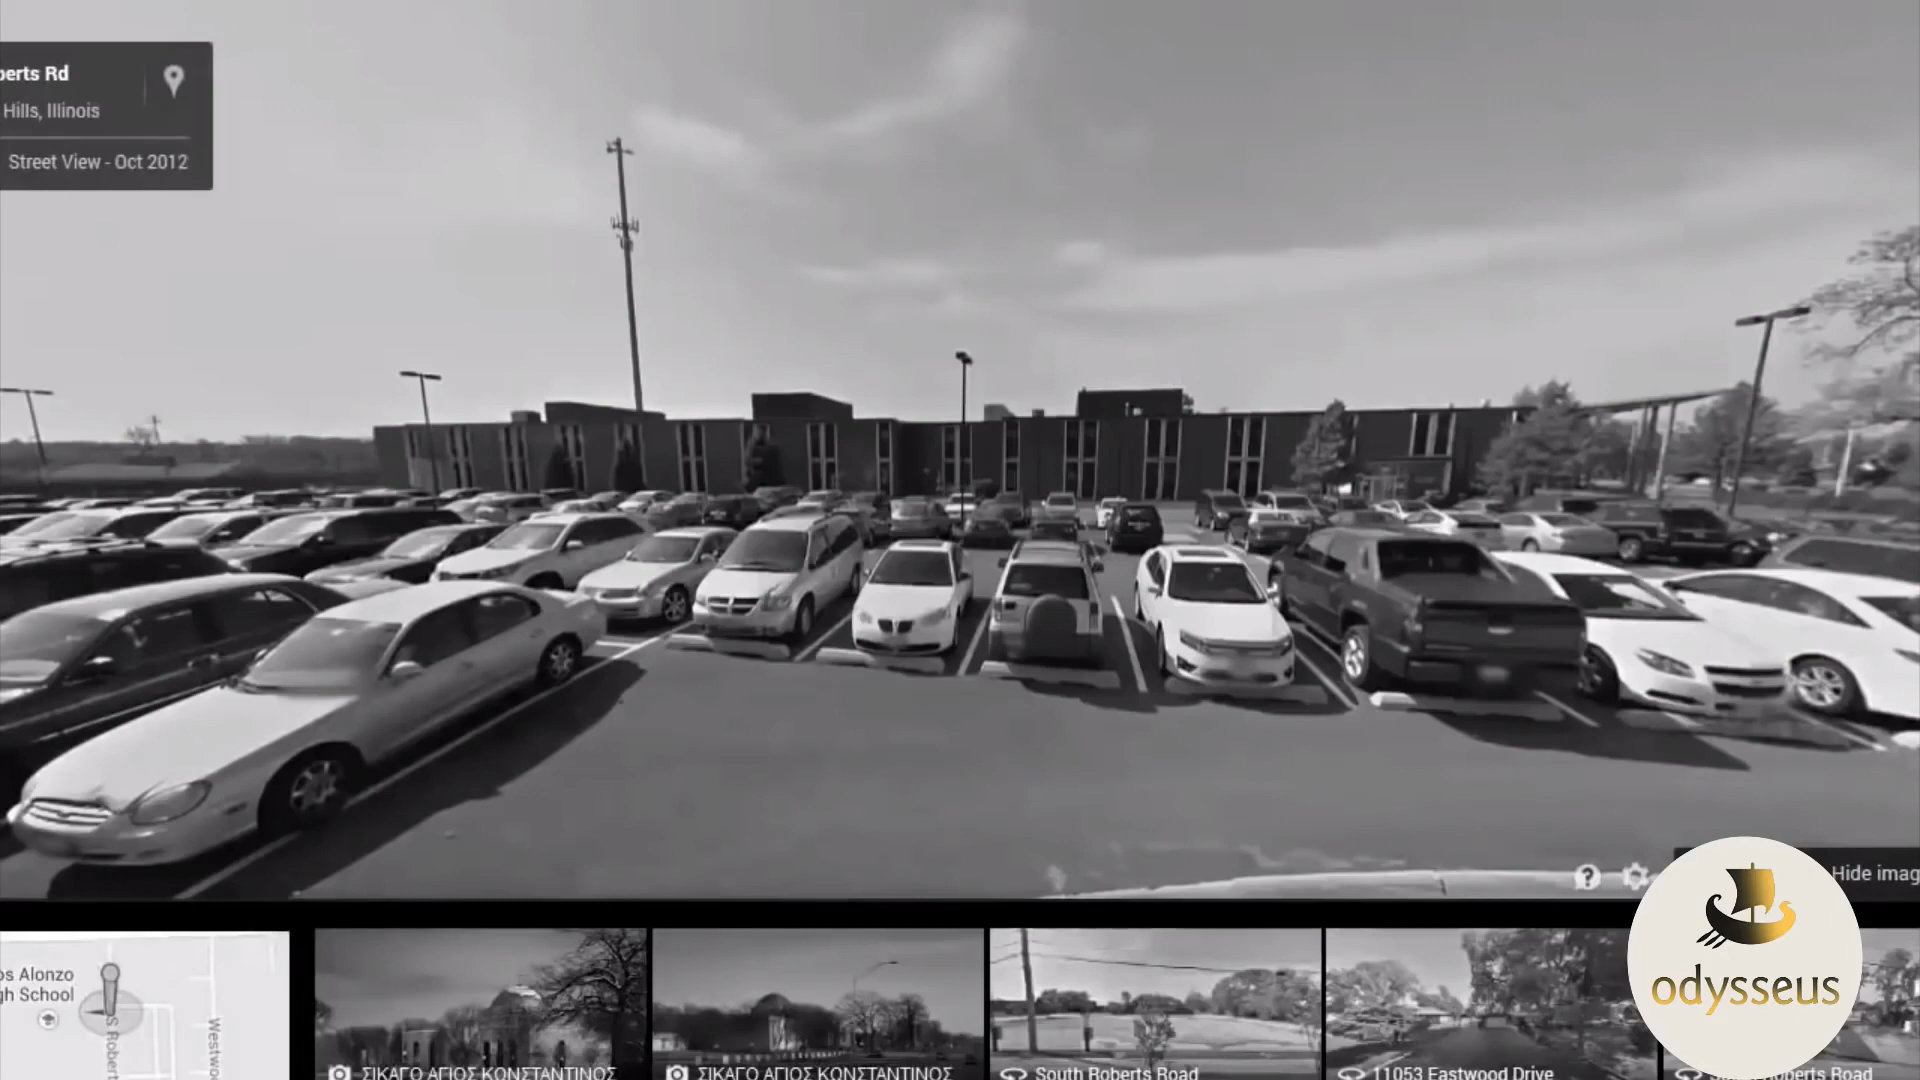 berts Rd
Hills, Illinois
Street View - Oct 2012
Hide imag
os Alonzo
gh School
S Robert
Westwo
ΣΙΚΑΓΟ ΑΓΙΟΣ ΚΩΝΣΤΑΝΤΙΝΟΣ
ΣΙΚΑΓΟ ΑΓΙΟΣ ΚΩΝΣΤΑΝΤΙΝΟΣ
South Roberts Road
11053 Eastwood Drive
Roberts Road
odysseus